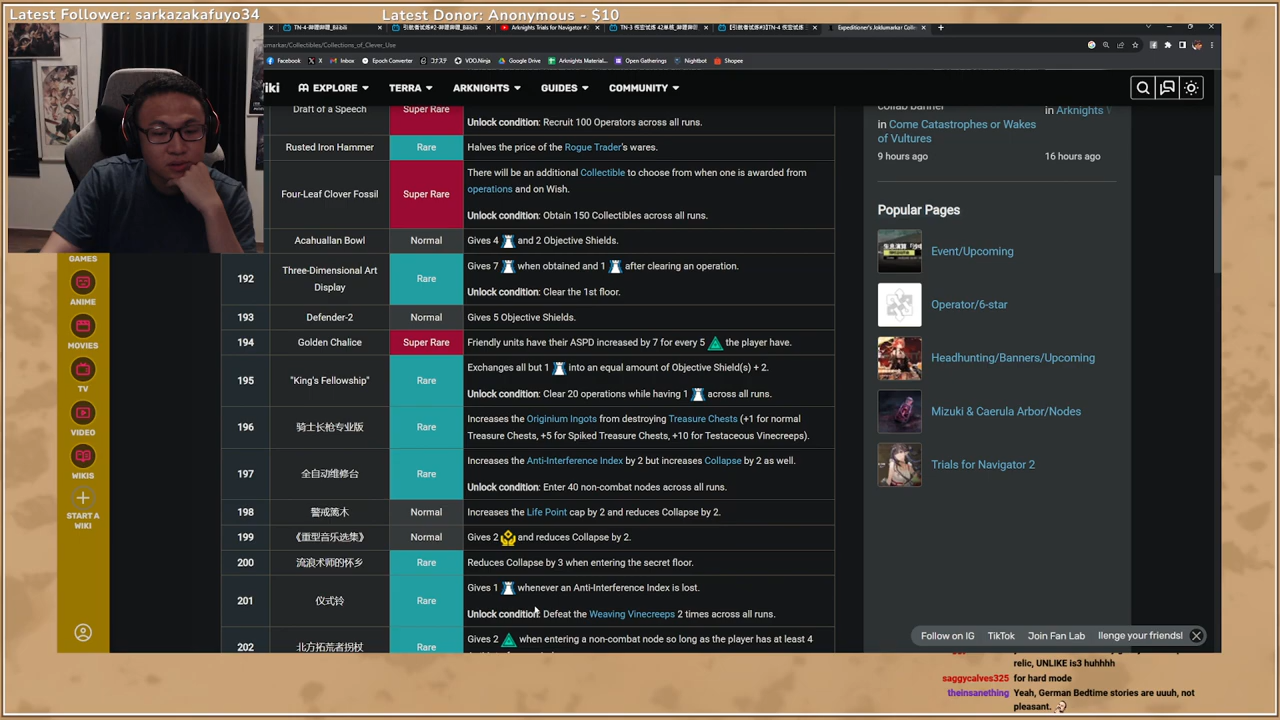 Latest Follower: sarkazakafuyo34
Latest Donor: Anonymous - $10
umarkar/Collectibles/Collections_of_Clever_Use
Facebook X Inbox Epoch Converter コナステ VOD.Ninja Google Drive Arknights Material... Open Gatherings Nightbot Shopee
iki EXPLORE TERRA ARKNIGHTS GUIDES COMMUNITY
GAMES
ANIME
MOVIES
TV
VIDEO
WIKIS
START A
WIKI
Draft of a Speech Super Rare
Unlock condition: Recruit 100 Operators across all runs.
Rusted Iron Hammer Rare Halves the price of the Rogue Trader's wares.
Four-Leaf Clover Fossil Super Rare There will be an additional Collectible to choose from when one is awarded from
operations and on Wish.
Unlock condition: Obtain 150 Collectibles across all runs.
Acahuallan Bowl Normal Gives 4 and 2 Objective Shields.
192 Three-Dimensional Art
Display Rare Gives 7 when obtained and 1 after clearing an operation.
Unlock condition: Clear the 1st floor.
193 Defender-2 Normal Gives 5 Objective Shields.
194 Golden Chalice Super Rare Friendly units have their ASPD increased by 7 for every 5 the player have.
195 "King's Fellowship" Rare Exchanges all but 1 into an equal amount of Objective Shield(s) + 2.
Unlock condition: Clear 20 operations while having 1 across all runs.
196 骑士长枪专业版 Rare Increases the Originium Ingots from destroying Treasure Chests (+1 for normal
Treasure Chests, +5 for Spiked Treasure Chests, +10 for Testaceous Vinecreeps).
197 全自动维修台 Rare Increases the Anti-Interference Index by 2 but increases Collapse by 2 as well.
Unlock condition: Enter 40 non-combat nodes across all runs.
198 警戒篱木 Normal Increases the Life Point cap by 2 and reduces Collapse by 2.
199 《重型音乐选集》 Normal Gives 2 and reduces Collapse by 2.
200 流浪术师的怀乡 Rare Reduces Collapse by 3 when entering the secret floor.
201 仪式铃 Rare Gives 1 whenever an Anti-Interference Index is lost.
Unlock condition: Defeat the Weaving Vinecreeps 2 times across all runs.
202 北方拓荒者拐杖 Rare Gives 2 when entering a non-combat node so long as the player has at least 4
collab banner
in Come Catastrophes or Wakes
of Vultures
9 hours ago
in Arknights
16 hours ago
Popular Pages
Event/Upcoming
Operator/6-star
Headhunting/Banners/Upcoming
Mizuki & Caerula Arbor/Nodes
Trials for Navigator 2
Follow on IG TikTok Join Fan Lab llenge your friends!
relic, UNLIKE is3 huhhh
saggycalves325 for hard mode
theinsanething Yeah, German Bedtime stories are uuuh, not
pleasant.